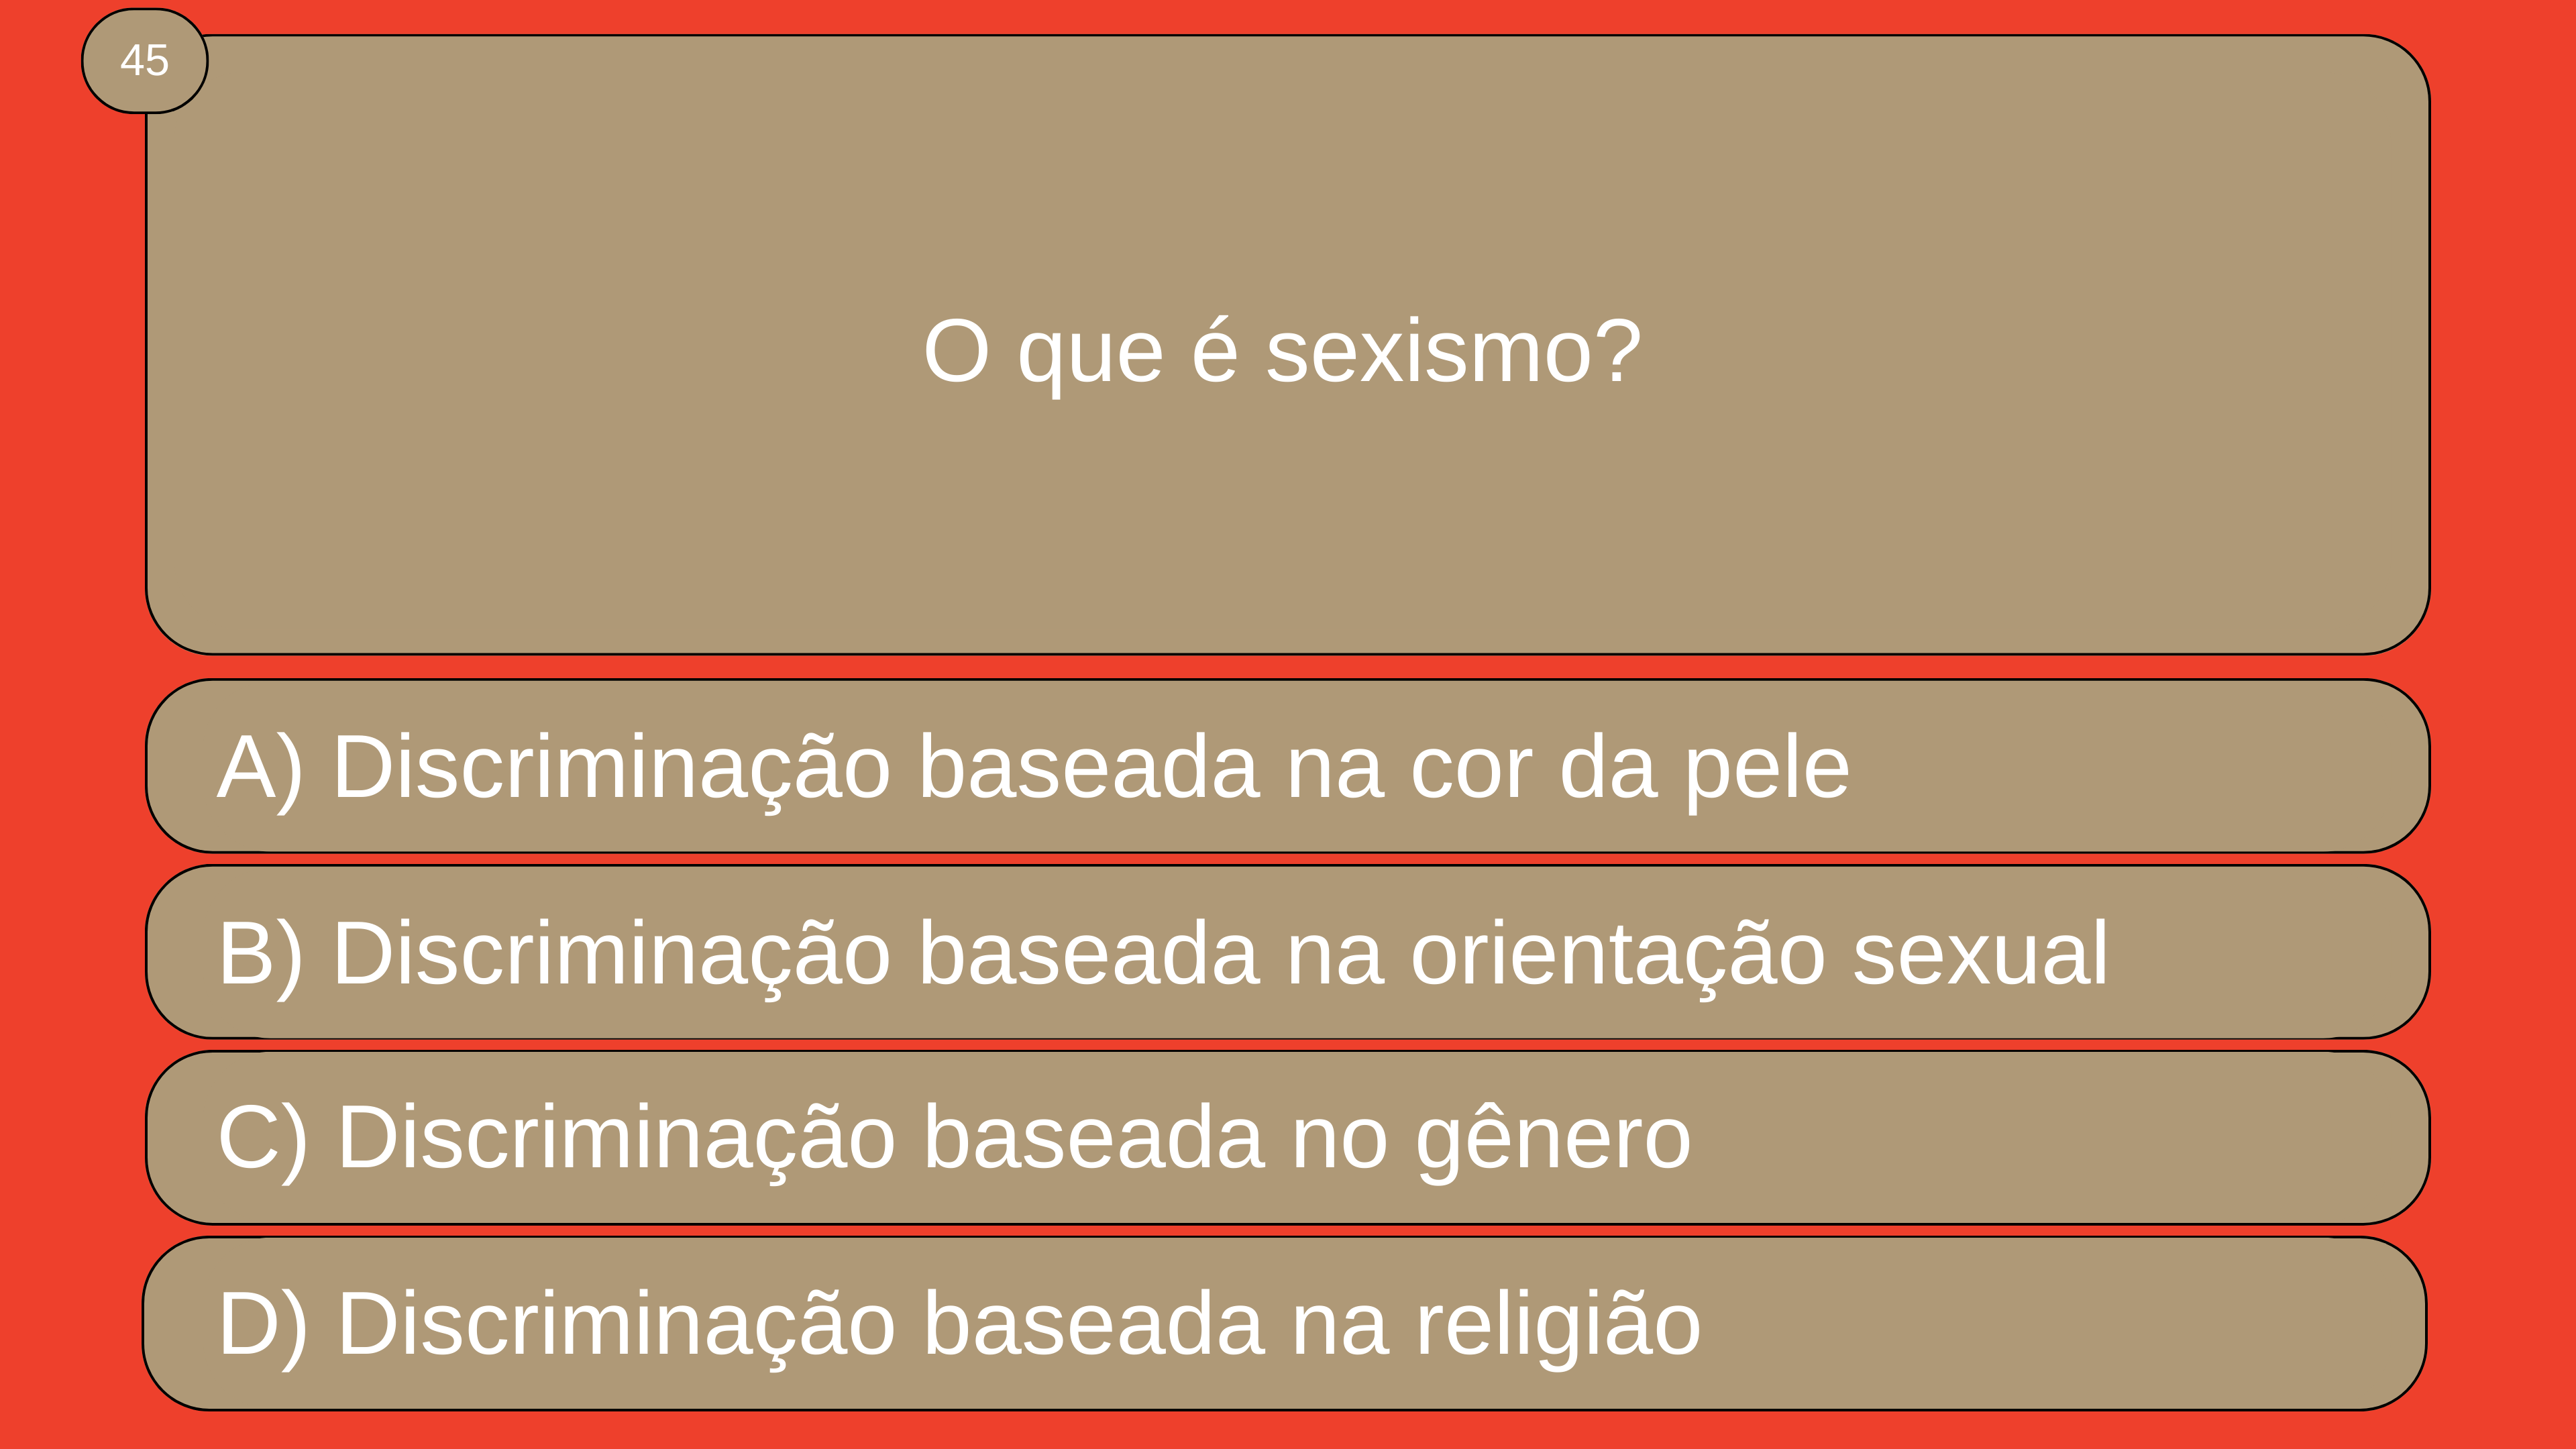 45
O que é sexismo?
A) Discriminação baseada na cor da pele
B) Discriminação baseada na orientação sexual
C) Discriminação baseada no gênero
D) Discriminação baseada na religião